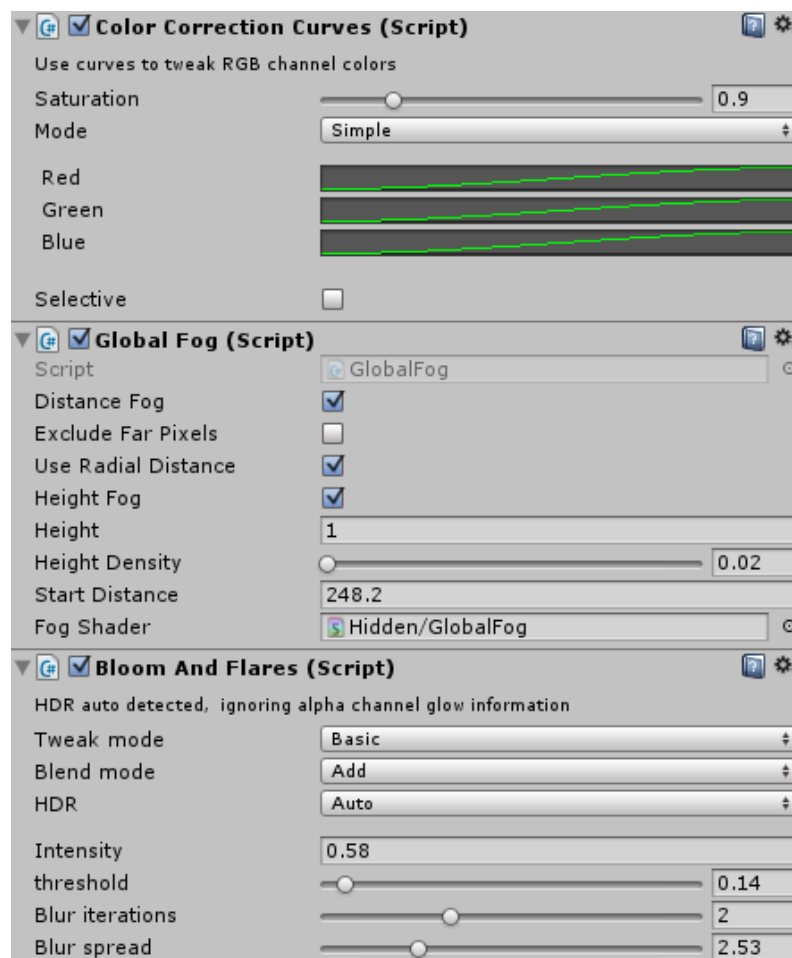 Color Correction Curves (Script)
Use curves to tweak RGB channel colors
Saturation 0.9
Mode Simple
Red
Green
Blue
Selective
Global Fog (Script)
Script GlobalFog
Distance Fog
Exclude Far Pixels
Use Radial Distance
Height Fog
Height 1
Height Density 0.02
Start Distance 248.2
Fog Shader Hidden/GlobalFog
Bloom And Flares (Script)
HDR auto detected, ignoring alpha channel glow information
Tweak mode Basic
Blend mode Add
HDR Auto
Intensity 0.58
threshold 0.14
Blur iterations 2
Blur spread 2.53